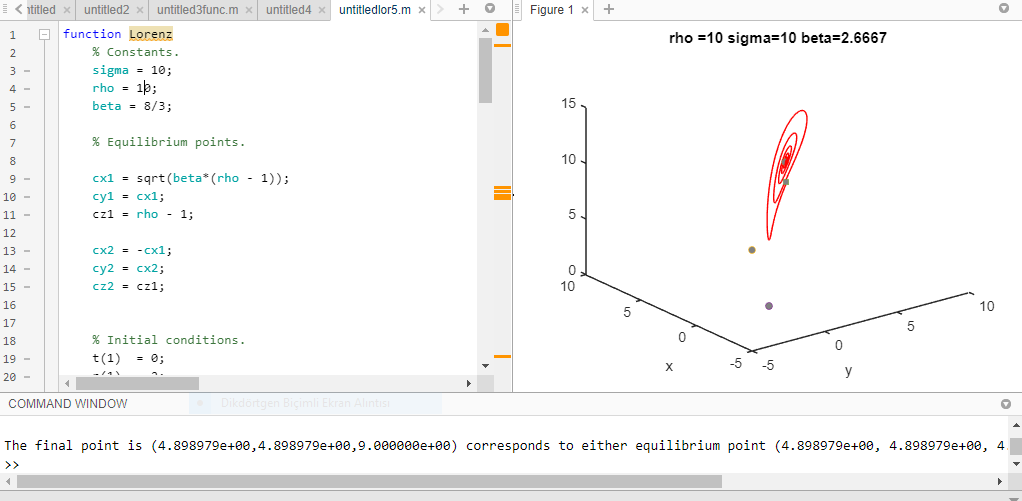 ntitled × untitled2 × untitled3func.m × untitled4 × untitledlor5.m ×
Figure 1 ×
1 function Lorenz
2 % Constants.
3 sigma = 10;
4 rho = 10;
5 beta = 8/3;
6
7 % Equilibrium points.
8
9 cx1 = sqrt(beta*(rho - 1));
10 cy1 = cx1;
11 cz1 = rho - 1;
12
13 cx2 = -cx1;
14 cy2 = cx2;
15 cz2 = cz1;
16
17
18 % Initial conditions.
19 t(1) = 0;
20
rho =10 sigma=10 beta=2.6667
15
10
5
0
10
5
0
-5
x
-5
0
5
10
y
COMMAND WINDOW
Dikdörtgen Biçimli Ekran Alıntısı
The final point is (4.898979e+00,4.898979e+00,9.000000e+00) corresponds to either equilibrium point (4.898979e+00, 4.898979e+00, 4
>>